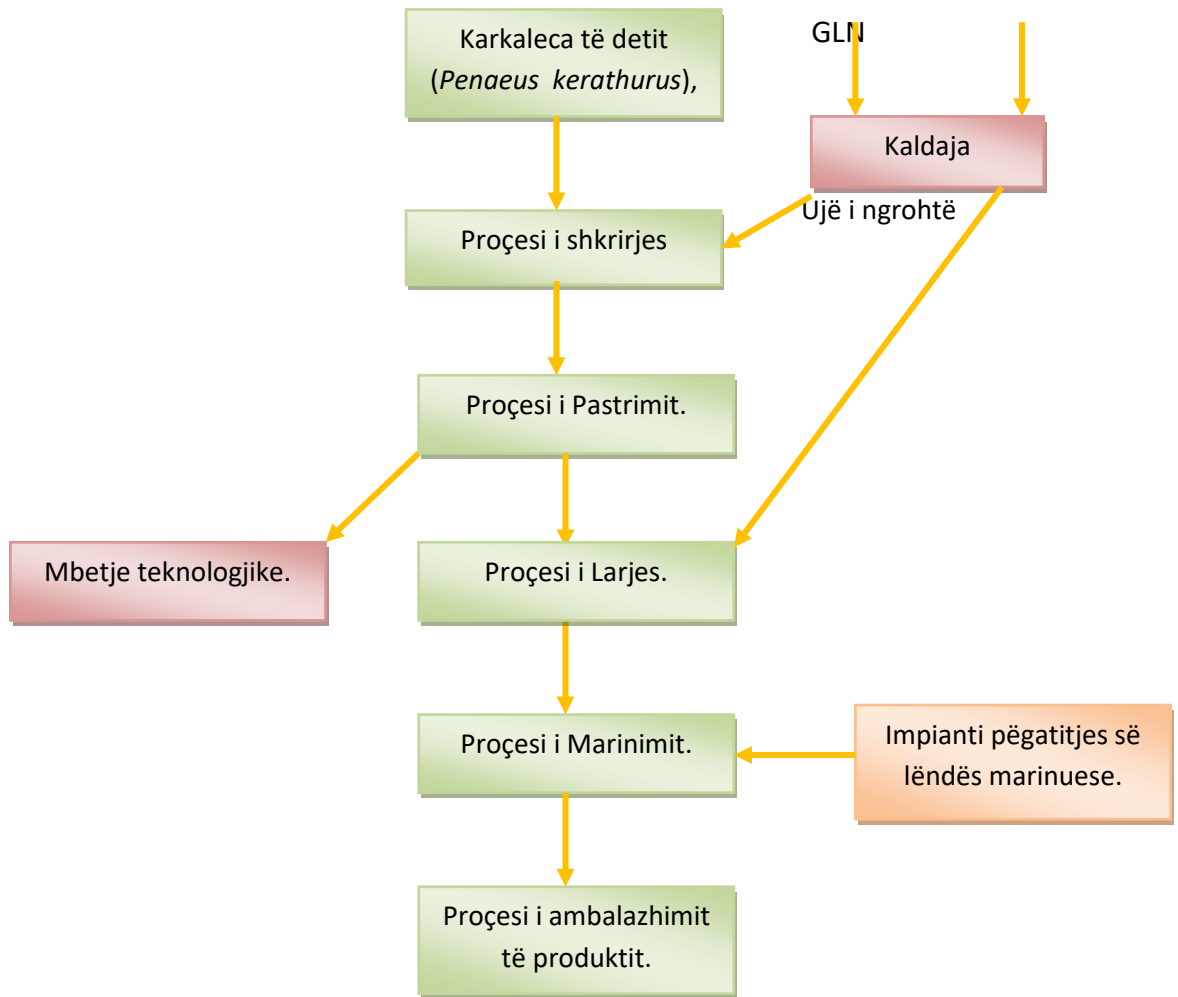 Karkaleca të detit
(Penaeus kerathurus),
GLN
Kaldaja
Ujë i ngrohtë
Proçesi i shkrirjes
Proçesi i Pastrimit.
Mbetje teknologjike.
Proçesi i Larjes.
Proçesi i Marinimit.
Impianti pëgatitjes së
lëndës marinuese.
Proçesi i ambalazhimit
të produktit.